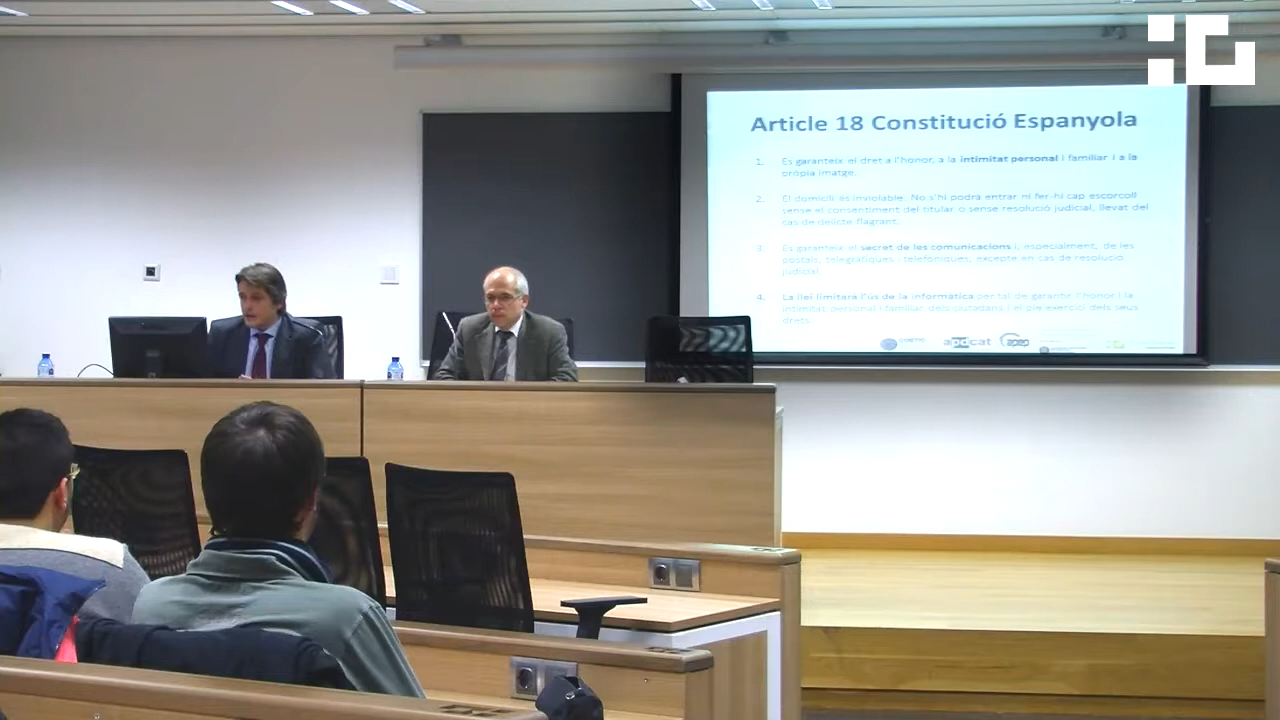 Article 18 Constitució Espanyola
1. Es garanteix el dret a l'honor, a la intimitat personal i familiar i a la
pròpia imatge.
2. El domicili és inviolable. No s'hi podrà entrar ni fer-hi cap escorcoll
sense el consentiment del titular o sense resolució judicial, llevat del
cas de delicte flagrant.
3. Es garanteix el secret de les comunicacions i, especialment, de les
postals, telegràfiques i telefòniques, excepte en cas de resolució
judicial.
4. La llei limitarà l'ús de la informàtica per tal de garantir l'honor i la
intimitat personal i familiar dels ciutadans i el ple exercici dels seus
drets.
apdcat